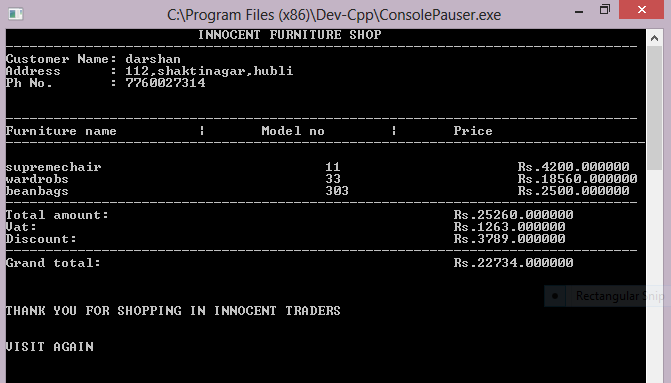 C:\Program Files (x86)\Dev-Cpp\ConsolePauser.exe
INNOCENT FURNITURE SHOP
Customer Name: darshan
Address : 112,shaktinagar,hubli
Ph No. : 7760027314
Furniture name ¦ Model no ¦ Price
supremechair 11 Rs.4200.000000
wardrobs 33 Rs.18560.000000
beanbags 303 Rs.2500.000000
Total amount: Rs.25260.000000
Vat: Rs.1263.000000
Discount: Rs.3789.000000
Grand total: Rs.22734.000000
Rectangular Snip
THANK YOU FOR SHOPPING IN INNOCENT TRADERS
VISIT AGAIN